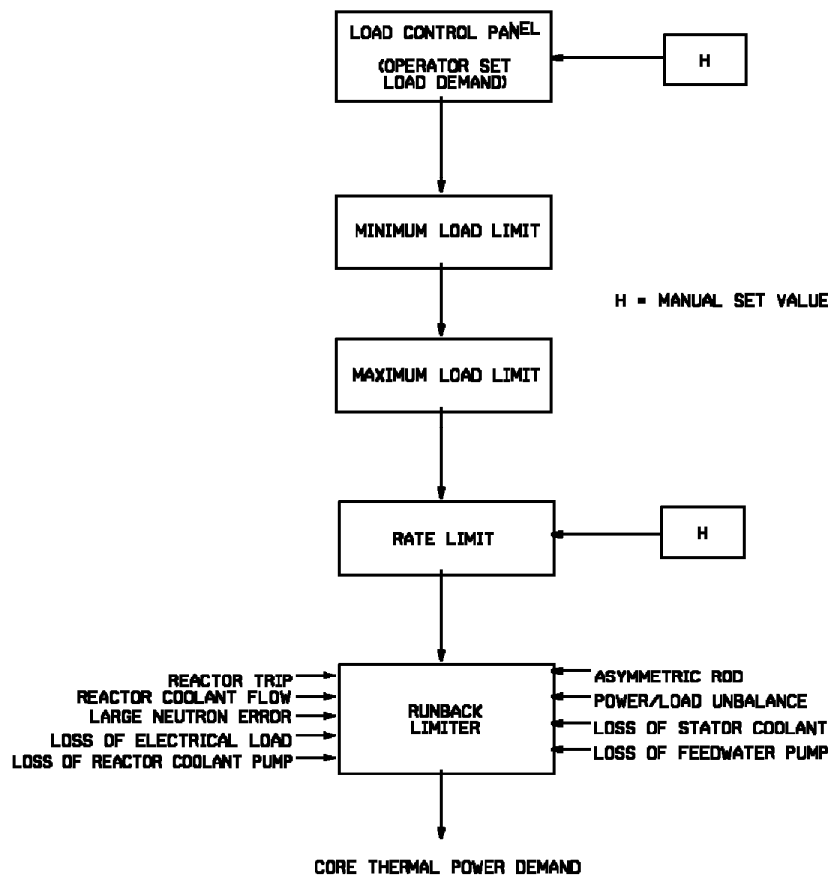 LOAD CONTROL PANEL
(OPERATOR SET
LOAD DEMAND)
H
MINIMUM LOAD LIMIT
H = MANUAL SET VALUE
MAXIMUM LOAD LIMIT
RATE LIMIT
H
REACTOR TRIP
REACTOR COOLANT FLOW
LARGE NEUTRON ERROR
LOSS OF ELECTRICAL LOAD
LOSS OF REACTOR COOLANT PUMP
RUNBACK
LIMITER
ASYMMETRIC ROD
POWER/LOAD UNBALANCE
LOSS OF STATOR COOLANT
LOSS OF FEEDWATER PUMP
CORE THERMAL POWER DEMAND